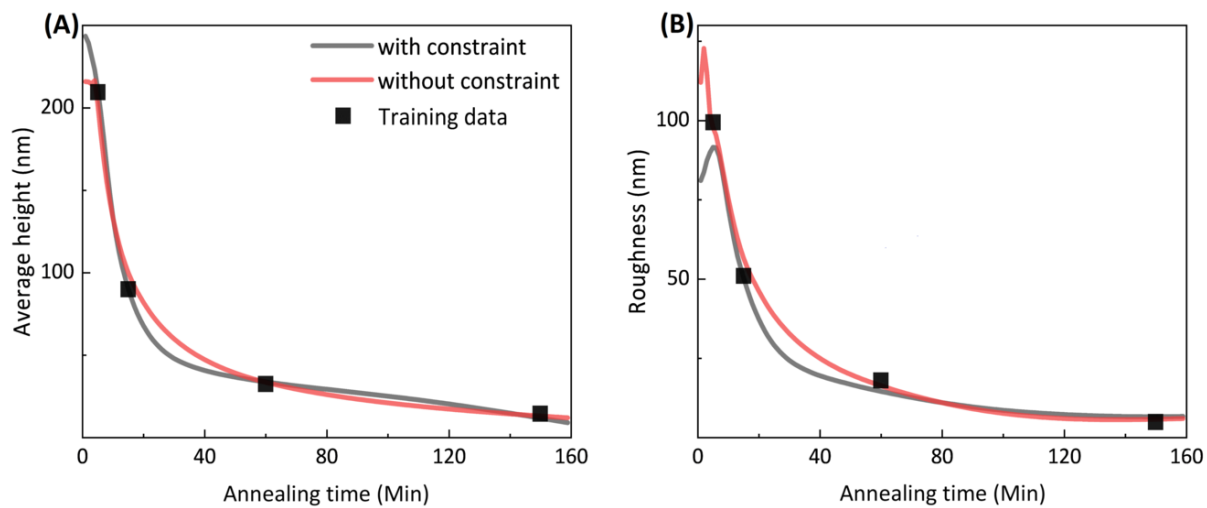 (A)
with constraint
without constraint
Training data
200
100
Average height (nm)
0 40 80 120 160
Annealing time (Min)
(B)
100
50
Roughness (nm)
0 40 80 120 160
Annealing time (Min)